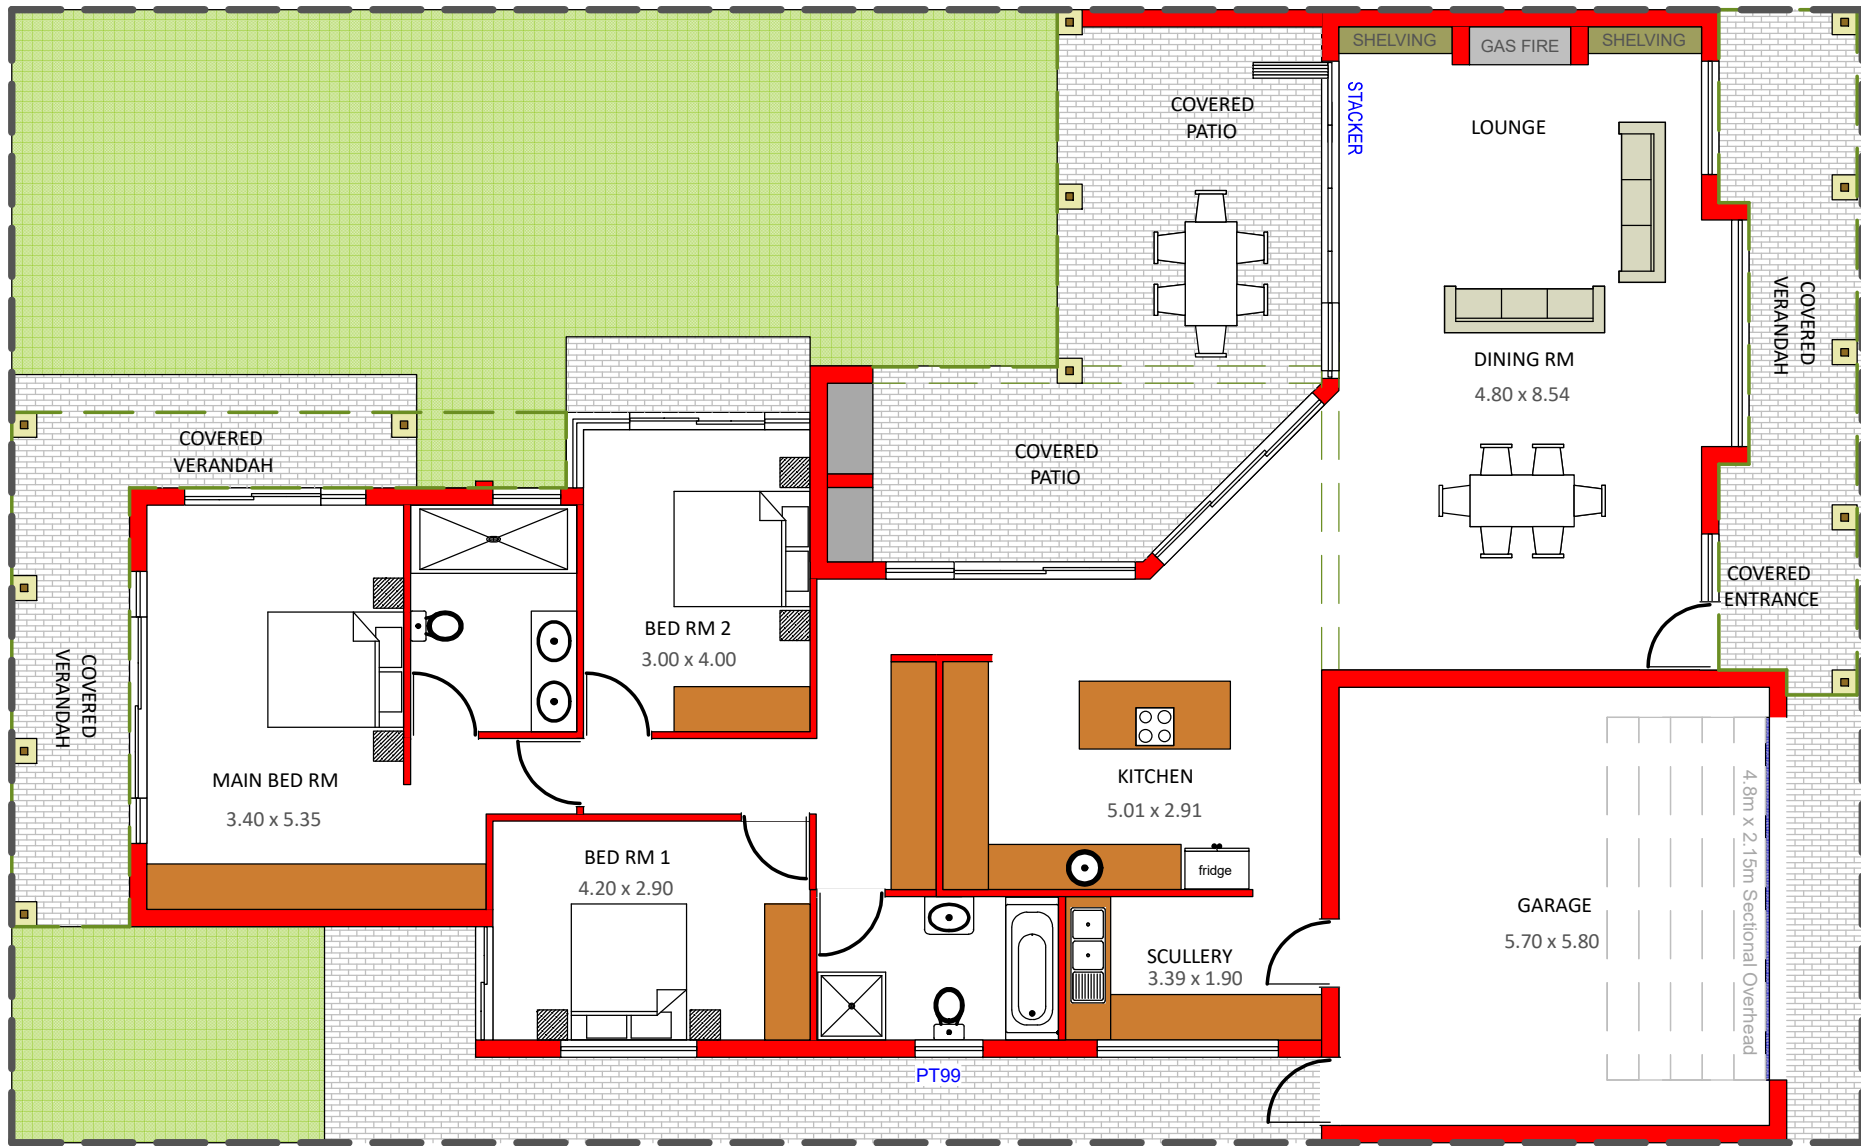 SHELVING
GAS FIRE
SHELVING
COVERED
PATIO
STACKER
LOUNGE
COVERED
VERANDAH
DINING RM
4.80 x 8.54
COVERED
VERANDAH
COVERED
PATIO
COVERED
ENTRANCE
BED RM 2
3.00 x 4.00
COVERED
VERANDAH
MAIN BED RM
3.40 x 5.35
KITCHEN
5.01 x 2.91
4.8m x 2.15m Sectional Overhead
BED RM 1
4.20 x 2.90
fridge
GARAGE
5.70 x 5.80
SCULLERY
3.39 x 1.90
PT99